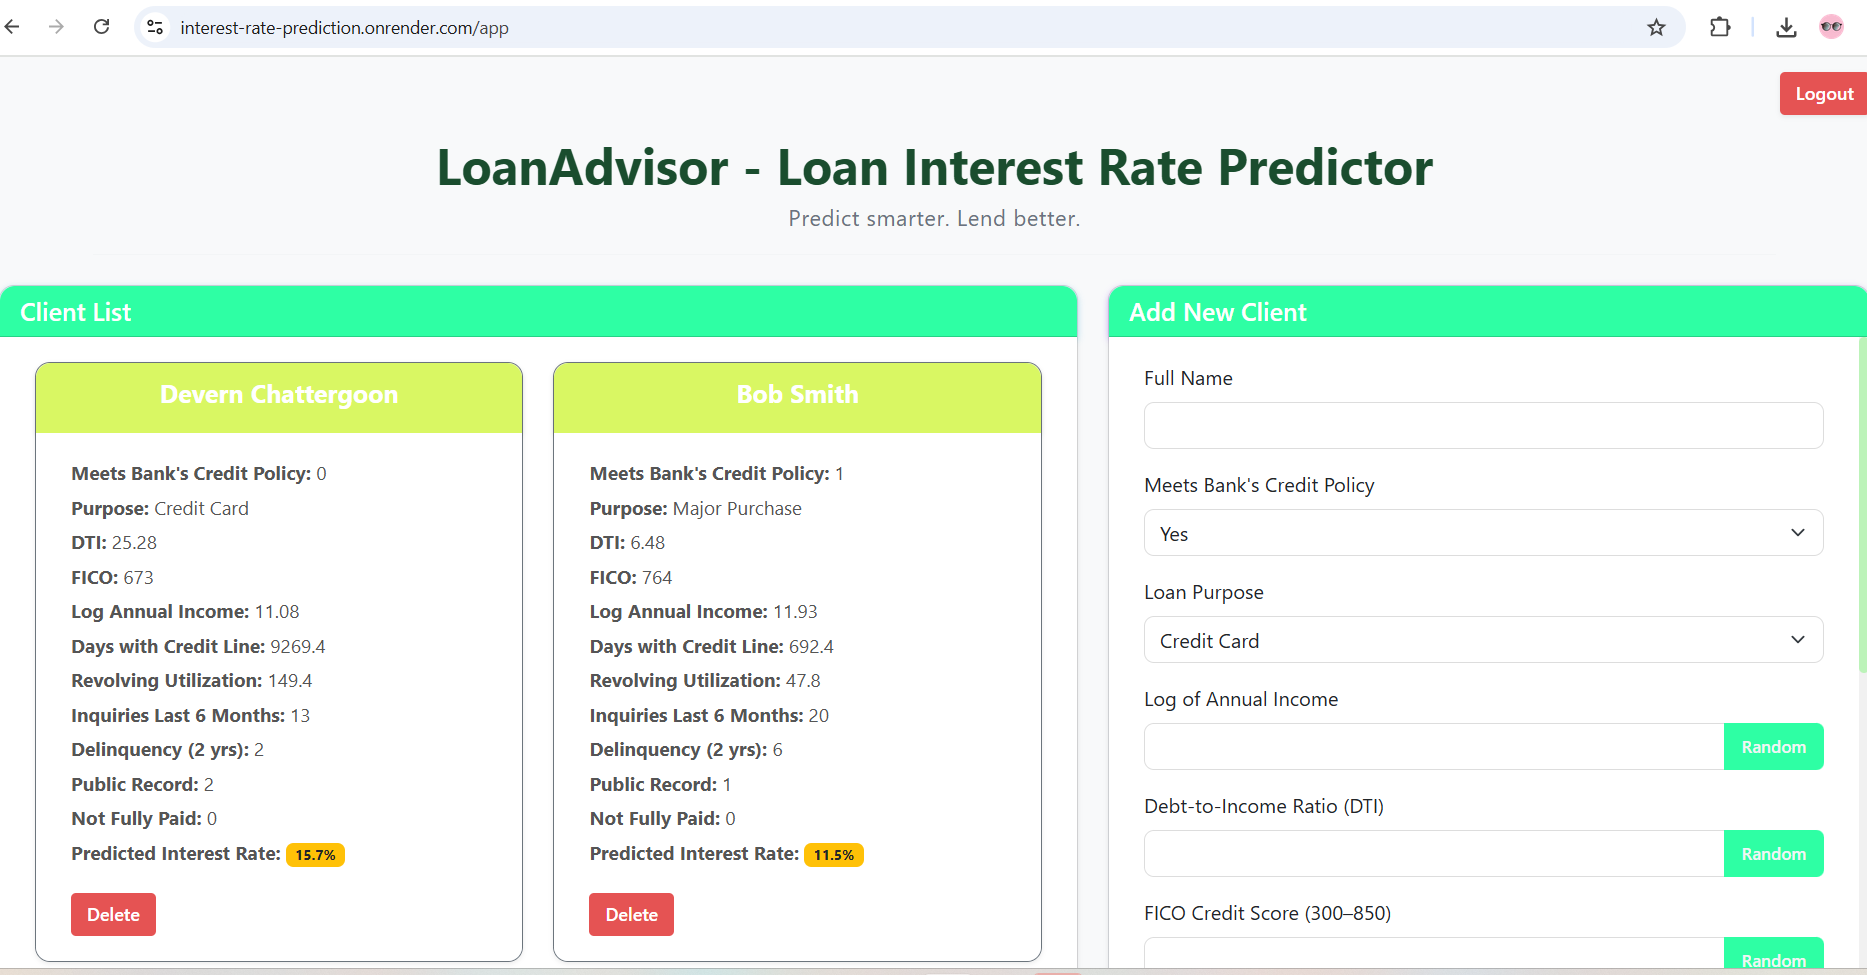 interest-rate-prediction.onrender.com/app
Logout
LoanAdvisor - Loan Interest Rate Predictor
Predict smarter. Lend better.
Client List
Devern Chattergoon
Meets Bank's Credit Policy: 0
Purpose: Credit Card
DTI: 25.28
FICO: 673
Log Annual Income: 11.08
Days with Credit Line: 9269.4
Revolving Utilization: 149.4
Inquiries Last 6 Months: 13
Delinquency (2 yrs): 2
Public Record: 2
Not Fully Paid: 0
Predicted Interest Rate: 15.7%
Delete
Bob Smith
Meets Bank's Credit Policy: 1
Purpose: Major Purchase
DTI: 6.48
FICO: 764
Log Annual Income: 11.93
Days with Credit Line: 692.4
Revolving Utilization: 47.8
Inquiries Last 6 Months: 20
Delinquency (2 yrs): 6
Public Record: 1
Not Fully Paid: 0
Predicted Interest Rate: 11.5%
Delete
Add New Client
Full Name
Meets Bank's Credit Policy
Yes
Loan Purpose
Credit Card
Log of Annual Income
Random
Debt-to-Income Ratio (DTI)
Random
FICO Credit Score (300–850)
Random